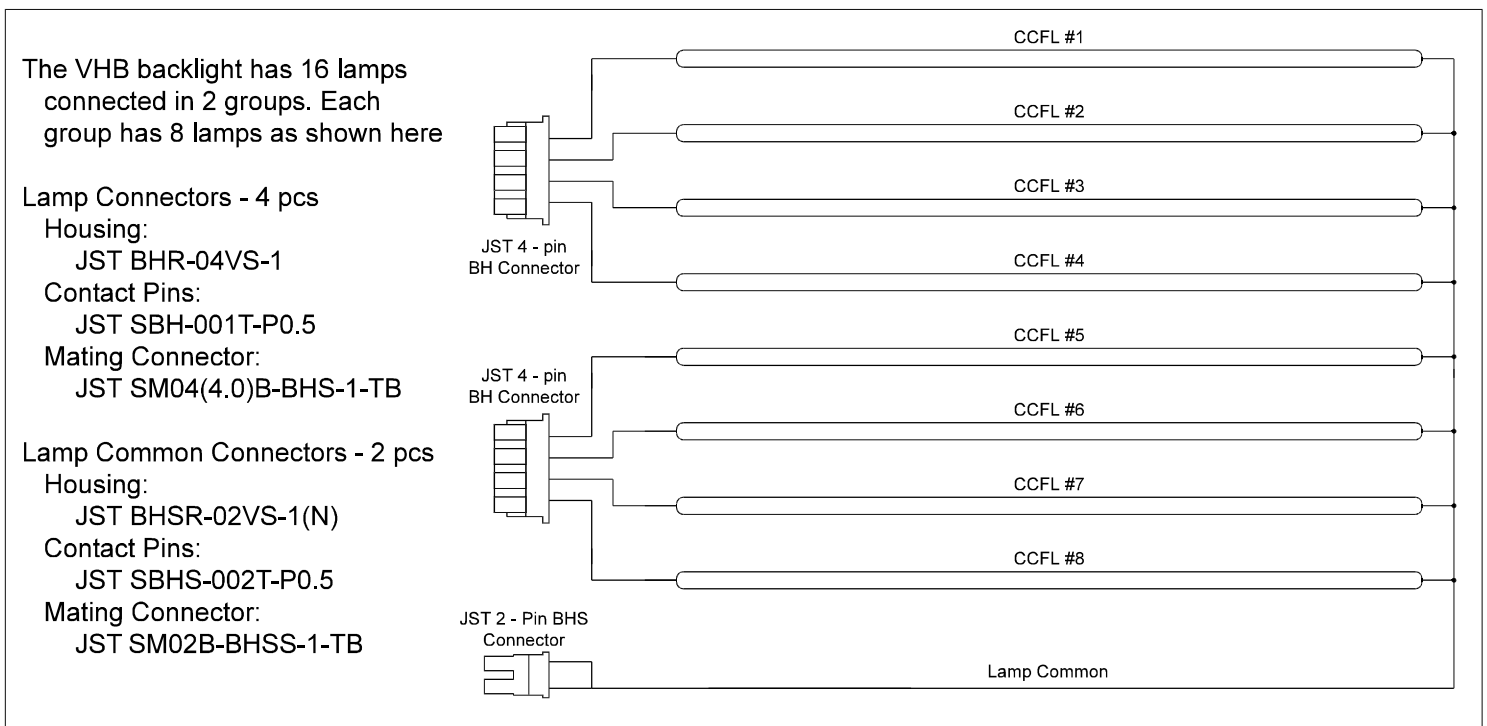 The VHB backlight has 16 lamps
connected in 2 groups. Each
group has 8 lamps as shown here
Lamp Connectors - 4 pcs
Housing:
JST BHR-04VS-1
Contact Pins:
JST SBH-001T-P0.5
Mating Connector:
JST SM04(4.0)B-BHS-1-TB
Lamp Common Connectors - 2 pcs
Housing:
JST BHSR-02VS-1(N)
Contact Pins:
JST SBHS-002T-P0.5
Mating Connector:
JST SM02B-BHSS-1-TB
CCFL #1
CCFL #2
CCFL #3
JST 4 - pin
BH Connector
CCFL #4
CCFL #5
JST 4 - pin
BH Connector
CCFL #6
CCFL #7
CCFL #8
JST 2 - Pin BHS
Connector
Lamp Common